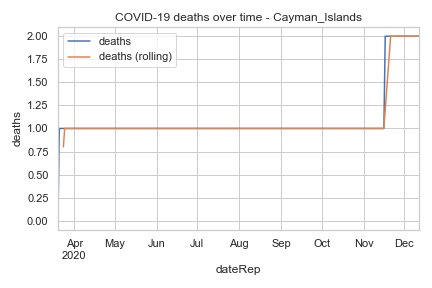 COVID-19 deaths over time - Cayman_Islands
deaths
deaths (rolling)
2.00
1.75
1.50
1.25
1.00
0.75
0.50
0.25
0.00
deaths
Apr May Jun Jul Aug Sep Oct Nov Dec
2020
dateRep